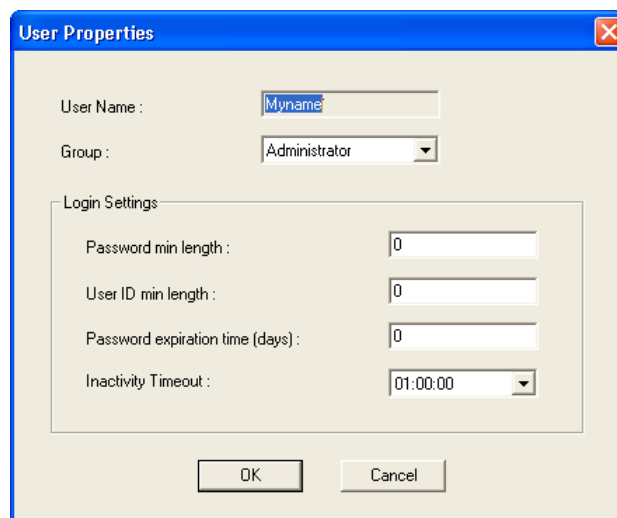 User Properties
User Name : Myname
Group : Administrator
Login Settings
Password min length : 0
User ID min length : 0
Password expiration time (days) : 0
Inactivity Timeout : 01:00:00
OK Cancel